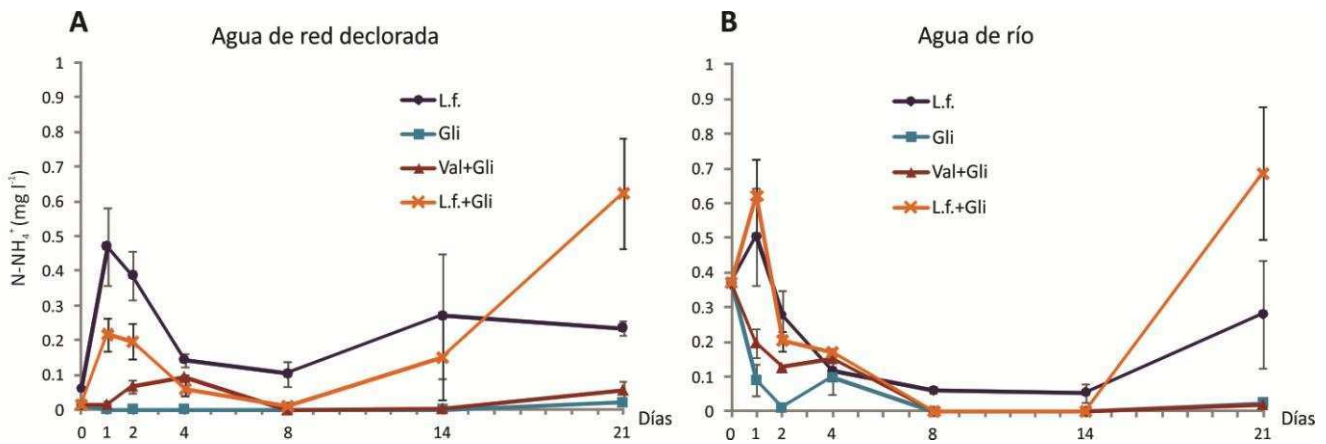 A
Agua de red declorada
1
0.9
0.8
0.7
0.6
0.5
0.4
0.3
0.2
0.1
0
N-NH₄⁺ (mg l⁻¹)
L.f.
Gli
Val+Gli
L.f.+Gli
0 1 2 4 8 14 21 Días
B
Agua de río
1
0.9
0.8
0.7
0.6
0.5
0.4
0.3
0.2
0.1
0
L.f.
Gli
Val+Gli
L.f.+Gli
0 1 2 4 8 14 21 Días